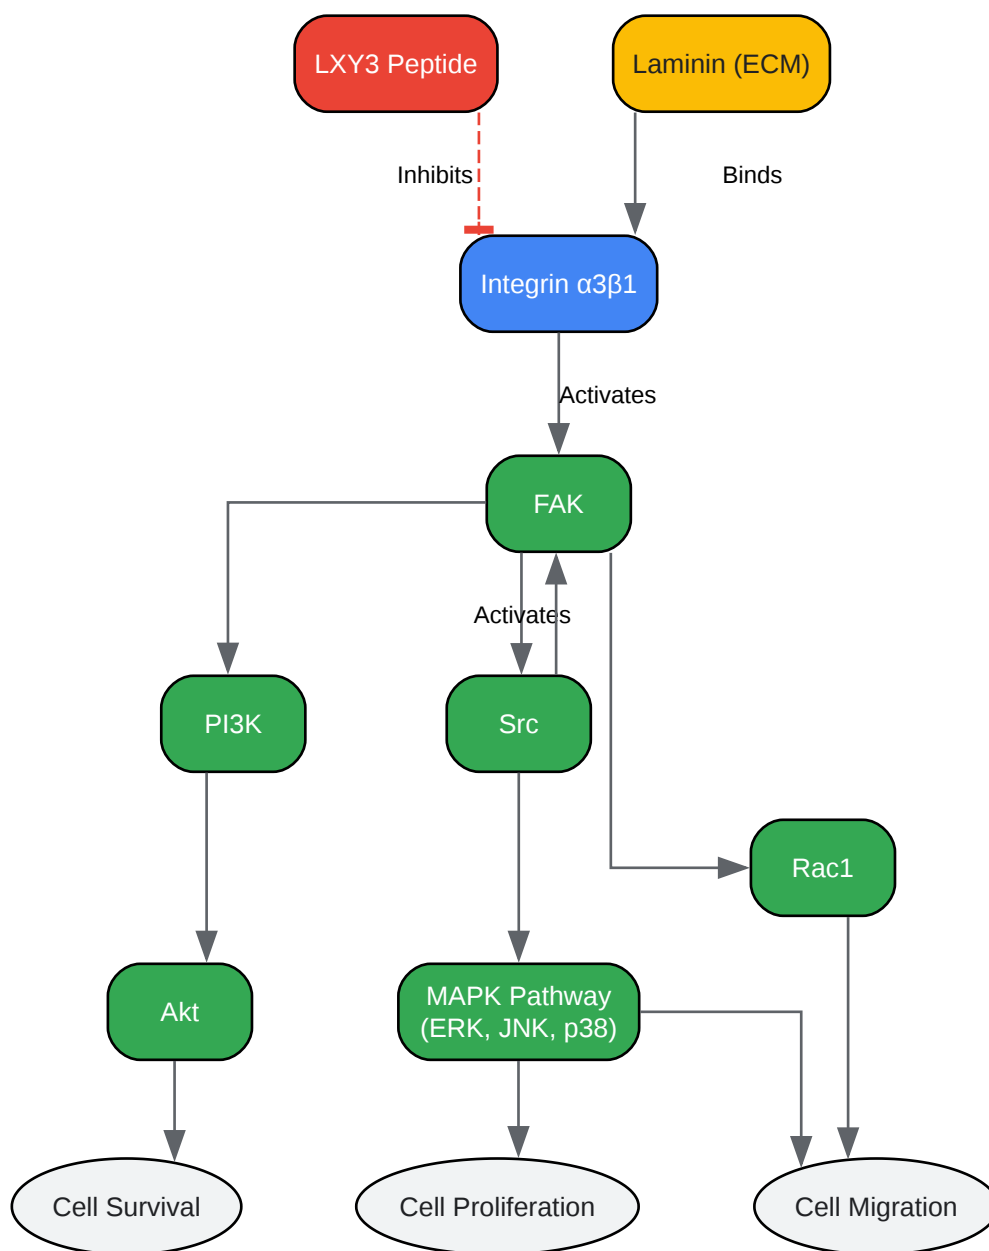 LXY3 Peptide
Laminin (ECM)
Inhibits
Binds
Integrin α3β1
Activates
FAK
Activates
PI3K
Src
Rac1
Akt
MAPK Pathway
(ERK, JNK, p38)
Cell Survival
Cell Proliferation
Cell Migration